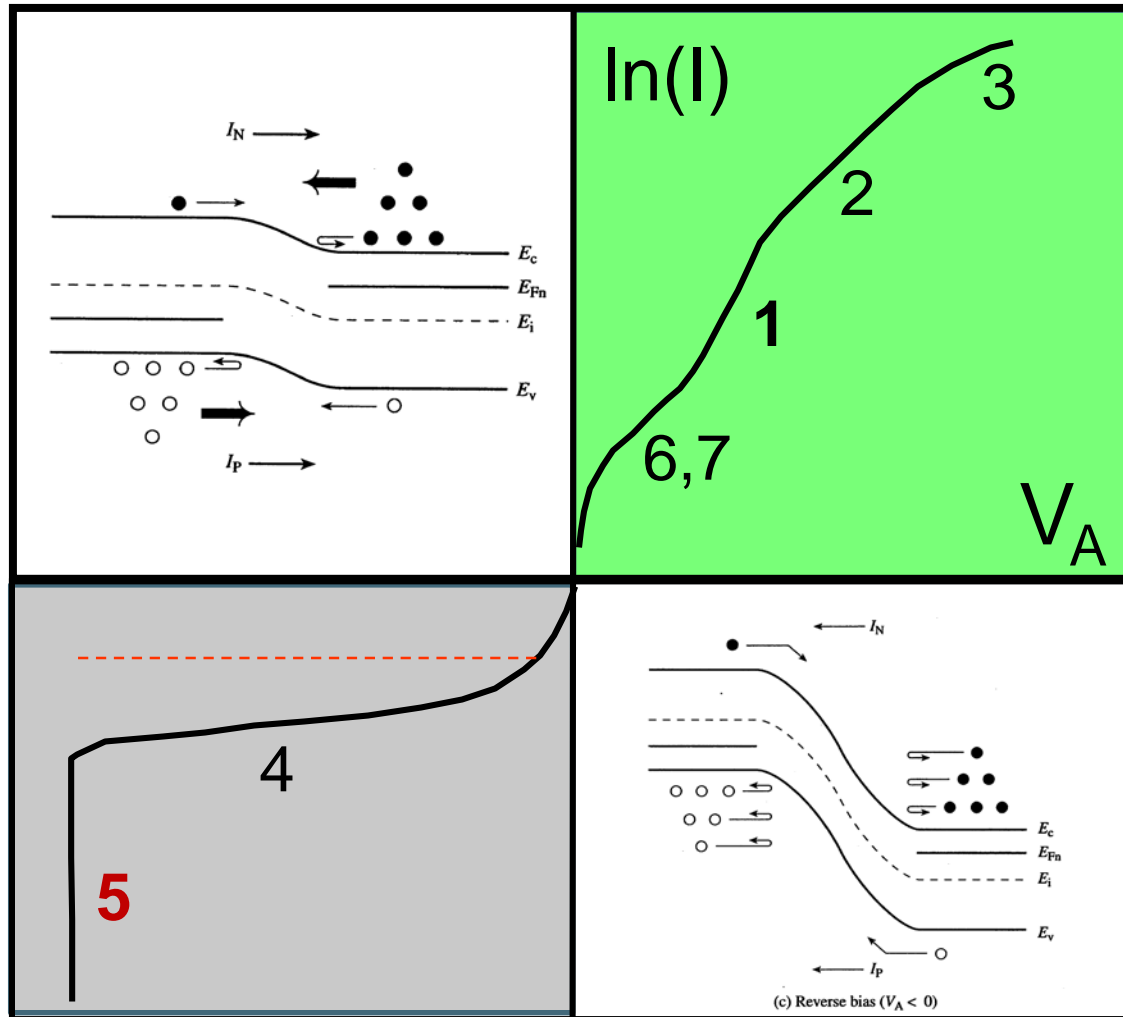 I_N
E_c
E_Fn
E_i
E_v
I_P
ln(I)
3
2
1
6,7
V_A
4
5
I_N
E_c
E_Fn
E_i
E_v
I_P
(c) Reverse bias (V_A < 0)